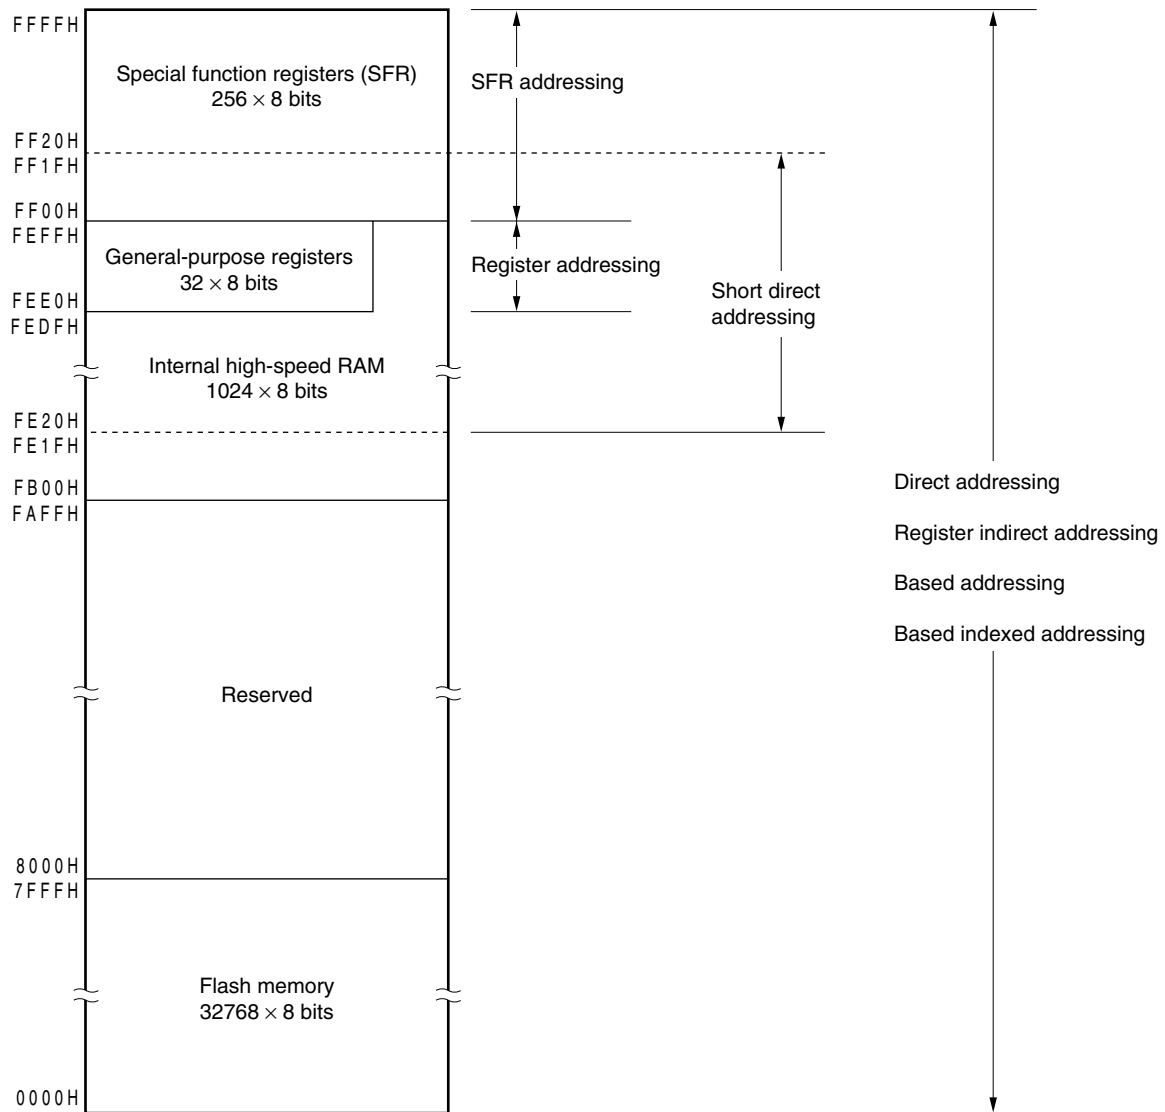 FFFFH
Special function registers (SFR)
256 × 8 bits
SFR addressing
FF20H
FF1FH
FF00H
FEFFH
General-purpose registers
32 × 8 bits
Register addressing
Short direct
addressing
FEE0H
FEDFH
Internal high-speed RAM
1024 × 8 bits
FE20H
FE1FH
FB00H
FAFFH
Direct addressing
Register indirect addressing
Based addressing
Based indexed addressing
Reserved
8000H
7FFFH
Flash memory
32768 × 8 bits
0000H